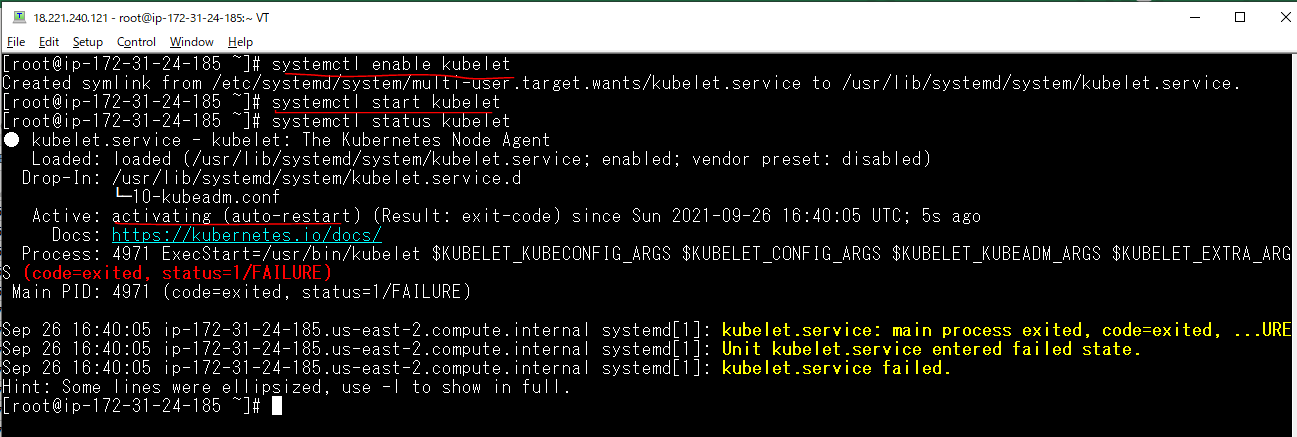 18.221.240.121 - root@ip-172-31-24-185:~ VT
File Edit Setup Control Window Help
[root@ip-172-31-24-185 ~]# systemctl enable kubelet
Created symlink from /etc/systemd/system/multi-user.target.wants/kubelet.service to /usr/lib/systemd/system/kubelet.service.
[root@ip-172-31-24-185 ~]# systemctl start kubelet
[root@ip-172-31-24-185 ~]# systemctl status kubelet
● kubelet.service - kubelet: The Kubernetes Node Agent
   Loaded: loaded (/usr/lib/systemd/system/kubelet.service; enabled; vendor preset: disabled)
  Drop-In: /usr/lib/systemd/system/kubelet.service.d
           └─10-kubeadm.conf
   Active: activating (auto-restart) (Result: exit-code) since Sun 2021-09-26 16:40:05 UTC; 5s ago
     Docs: https://kubernetes.io/docs/
  Process: 4971 ExecStart=/usr/bin/kubelet $KUBELET_KUBECONFIG_ARGS $KUBELET_CONFIG_ARGS $KUBELET_KUBEADM_ARGS $KUBELET_EXTRA_ARG
S (code=exited, status=1/FAILURE)
 Main PID: 4971 (code=exited, status=1/FAILURE)
Sep 26 16:40:05 ip-172-31-24-185.us-east-2.compute.internal systemd[1]: kubelet.service: main process exited, code=exited, ...URE
Sep 26 16:40:05 ip-172-31-24-185.us-east-2.compute.internal systemd[1]: Unit kubelet.service entered failed state.
Sep 26 16:40:05 ip-172-31-24-185.us-east-2.compute.internal systemd[1]: kubelet.service failed.
Hint: Some lines were ellipsized, use -l to show in full.
[root@ip-172-31-24-185 ~]#